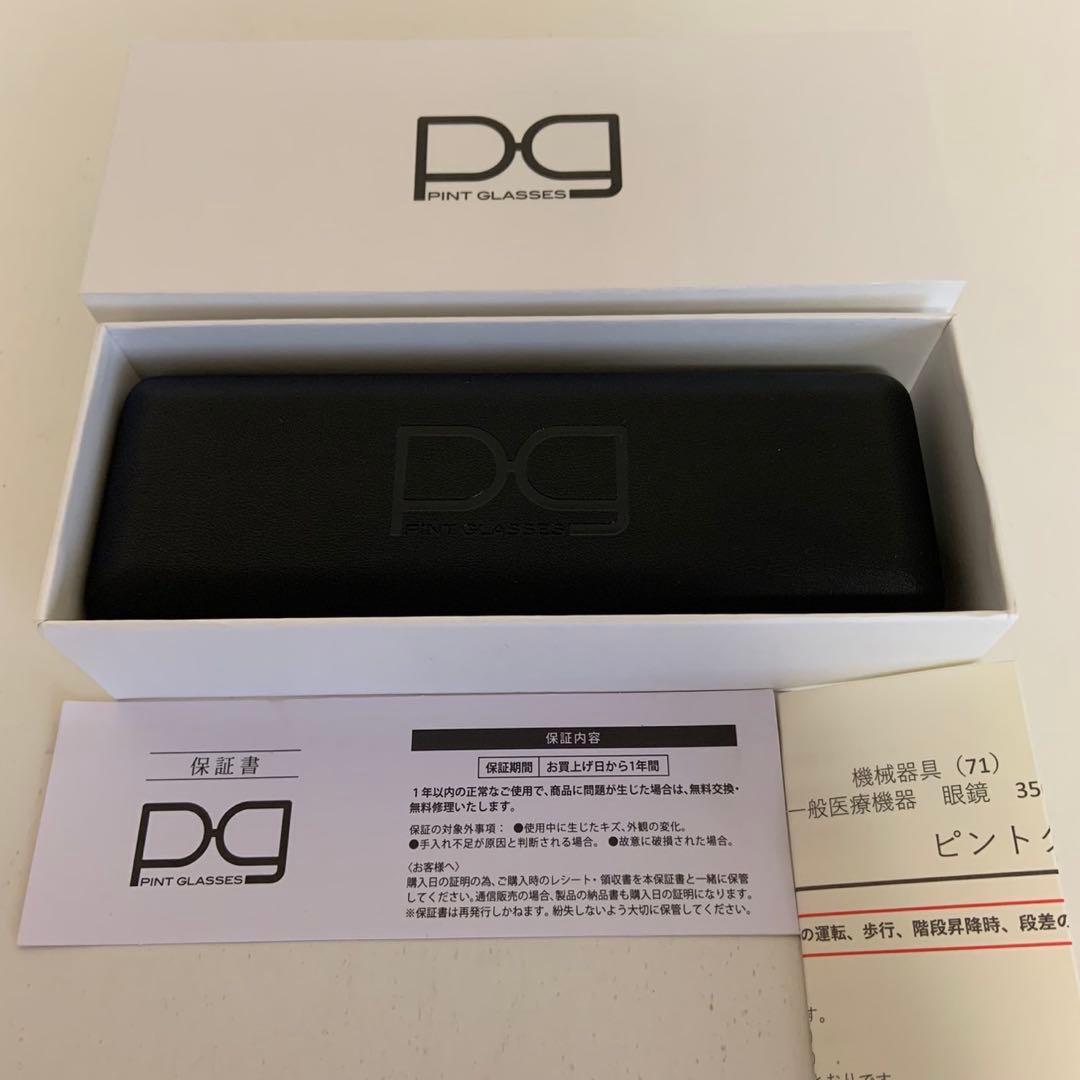 pg
PINT GLASSES
pg
PINT GLASSES
保証書
pg
PINT GLASSES
保証内容
保証期間 お買上げ日から1年間
1年以内の正常なご使用で、商品に問題が生じた場合は、無料交換・
無料修理いたします。
保証の対象外事項： ●使用中に生じたキズ、外観の変化。
●手入れ不足が原因と判断される場合。 ●故意に破損された場合。
〈お客様へ〉
購入日の証明の為、ご購入時のレシート・領収書を本保証書と一緒に保管
してください。通信販売の場合、製品の納品書も購入日の証明になります。
※保証書は再発行しかねます。紛失しないよう大切に保管してください。
機械器具（71）
一般医療機器 眼鏡 35
ピント
の運転、歩行、階段昇降時、段差の
す。
とおりです